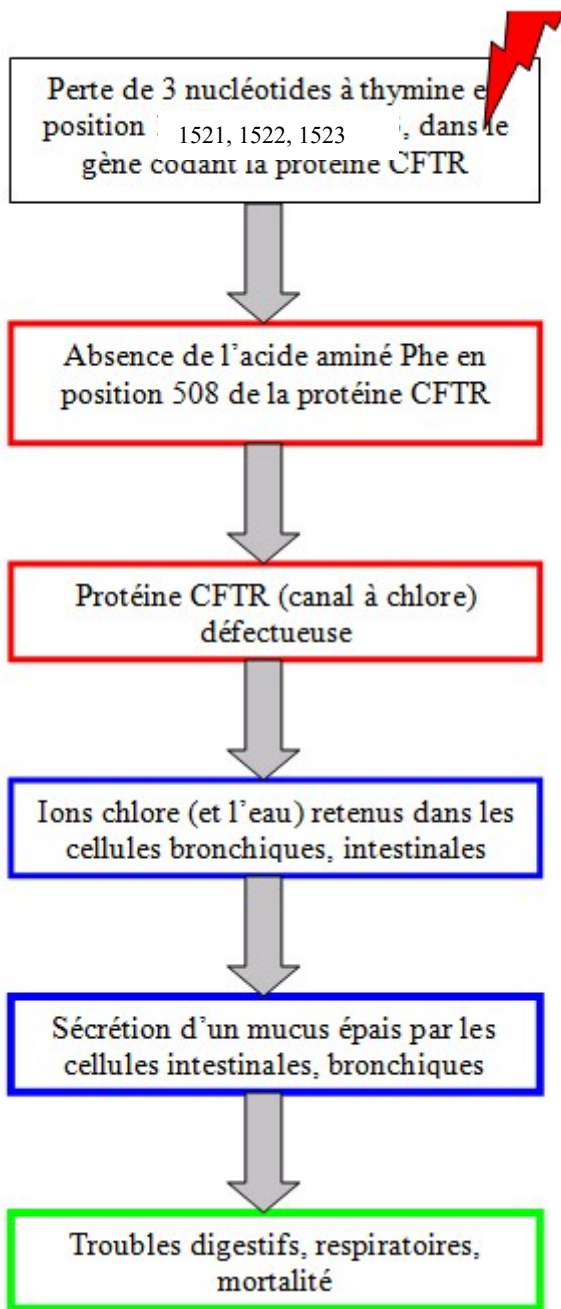 Perte de 3 nucléotides à thymine
position 1521, 1522, 1523, dans le
gène codant la protéine CFTR
Absence de l'acide aminé Phe en
position 508 de la protéine CFTR
Protéine CFTR (canal à chlore)
défectueuse
Ions chlore (et l'eau) retenus dans les
cellules bronchiques, intestinales
Sécrétion d'un mucus épais par les
cellules intestinales, bronchiques
Troubles digestifs, respiratoires,
mortalité